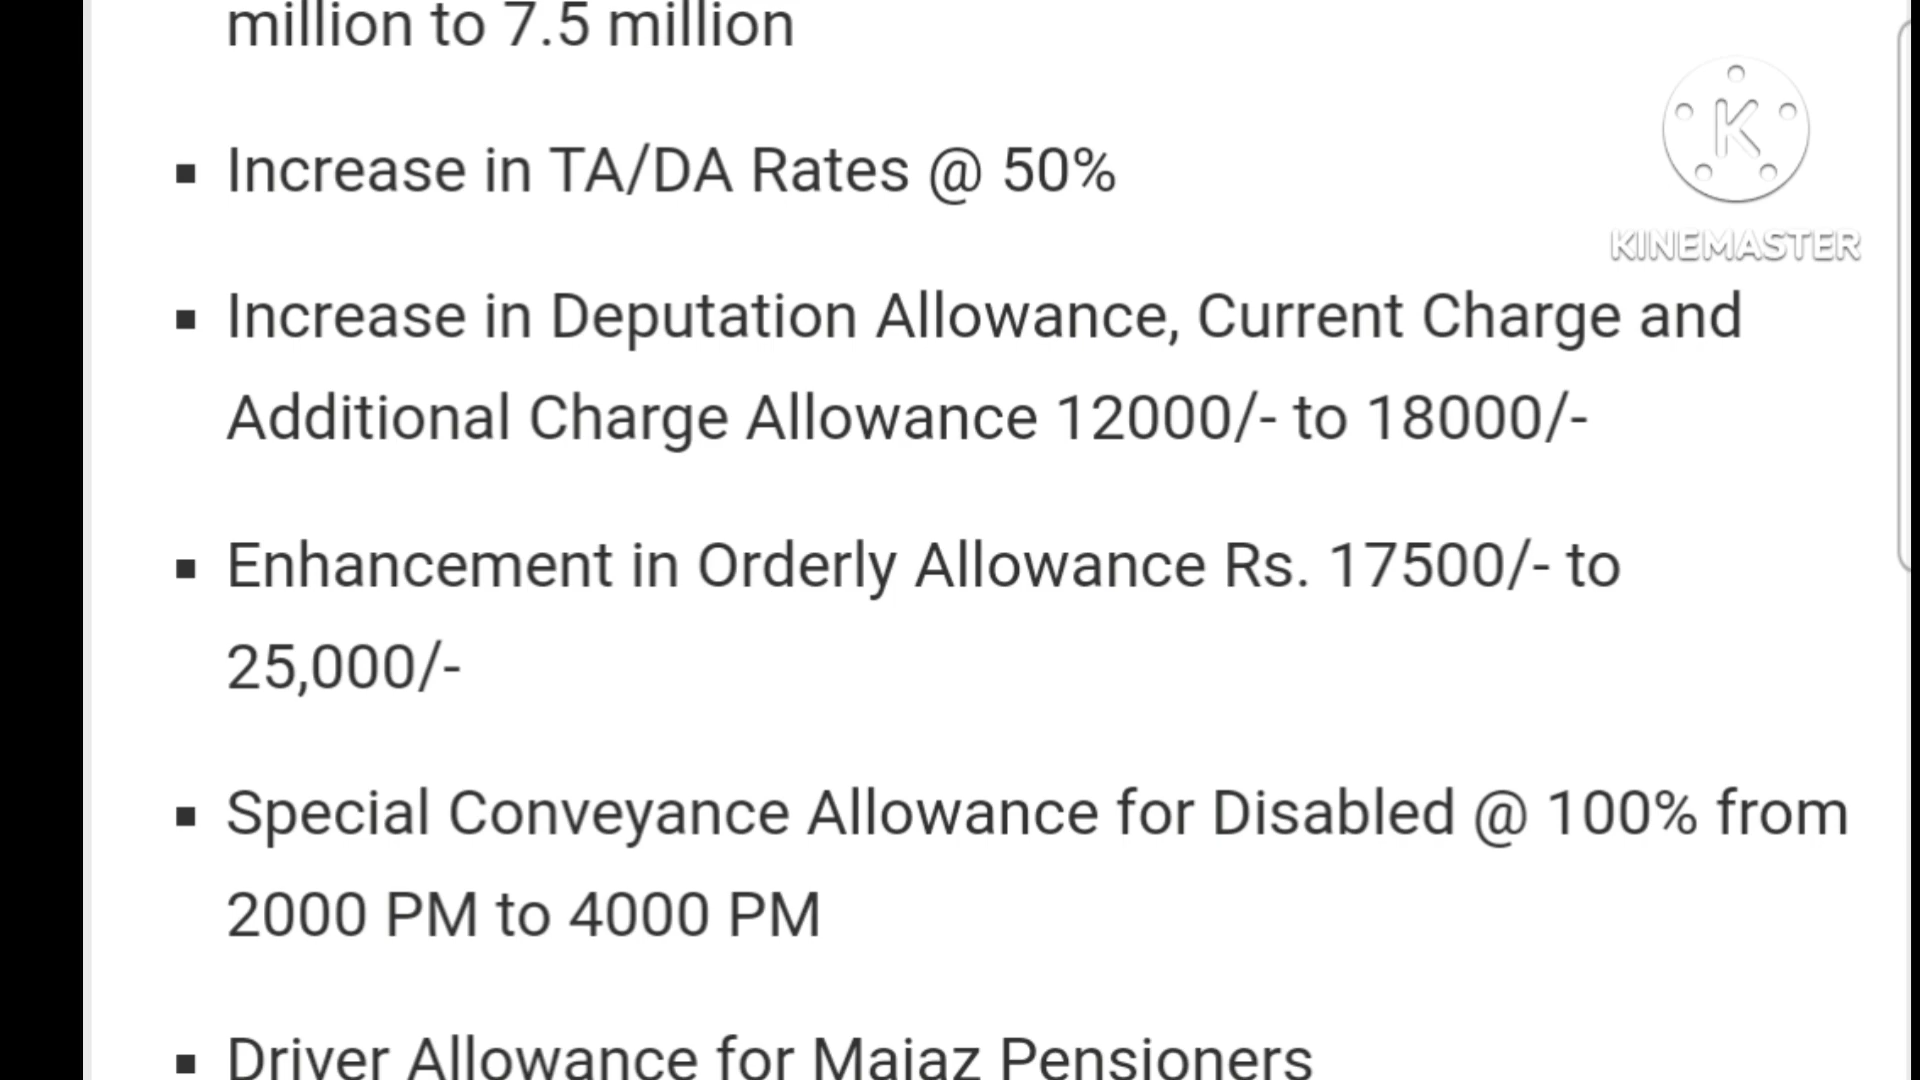 million to 7.5 million
▪ Increase in TA/DA Rates @ 50%
K
KINEMASTER
▪ Increase in Deputation Allowance, Current Charge and
Additional Charge Allowance 12000/- to 18000/-
▪ Enhancement in Orderly Allowance Rs. 17500/- to
25,000/-
▪ Special Conveyance Allowance for Disabled @ 100% from
2000 PM to 4000 PM
▪ Driver Allowance for Majaz Pensioners